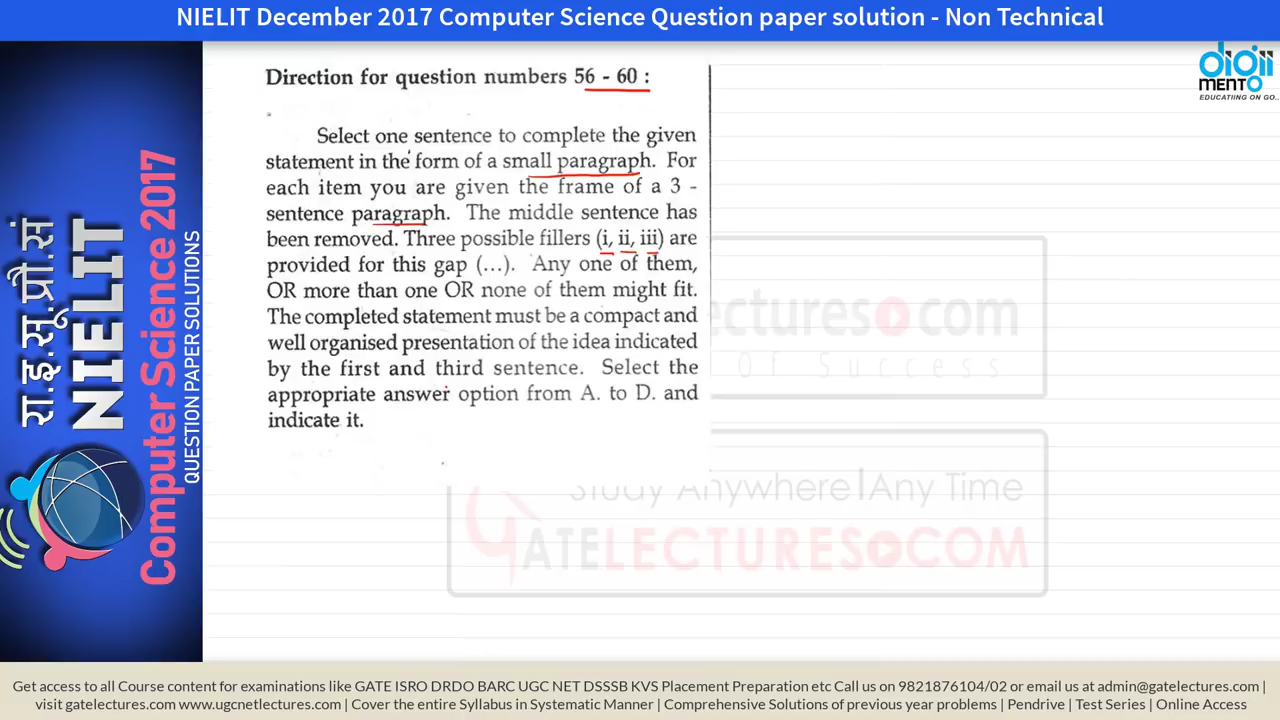 NIELIT December 2017 Computer Science Question paper solution - Non Technical
digii
MENTO
EDUCATIING ON GO..
रा.इ.सू.प्रौ.सं
NIELIT
Computer Science 2017
QUESTION PAPER SOLUTIONS
Direction for question numbers 56 - 60 :
Select one sentence to complete the given
statement in the form of a small paragraph. For
each item you are given the frame of a 3 -
sentence paragraph. The middle sentence has
been removed. Three possible fillers (i, ii, iii) are
provided for this gap (...). Any one of them,
OR more than one OR none of them might fit.
The completed statement must be a compact and
well organised presentation of the idea indicated
by the first and third sentence. Select the
appropriate answer option from A. to D. and
indicate it.
lectures.com
Of Success
Study Anywhere Any Time
GATELECTURES.COM
Get access to all Course content for examinations like GATE ISRO DRDO BARC UGC NET DSSSB KVS Placement Preparation etc Call us on 9821876104/02 or email us at admin@gatelectures.com |
visit gatelectures.com www.ugcnetlectures.com | Cover the entire Syllabus in Systematic Manner | Comprehensive Solutions of previous year problems | Pendrive | Test Series | Online Access